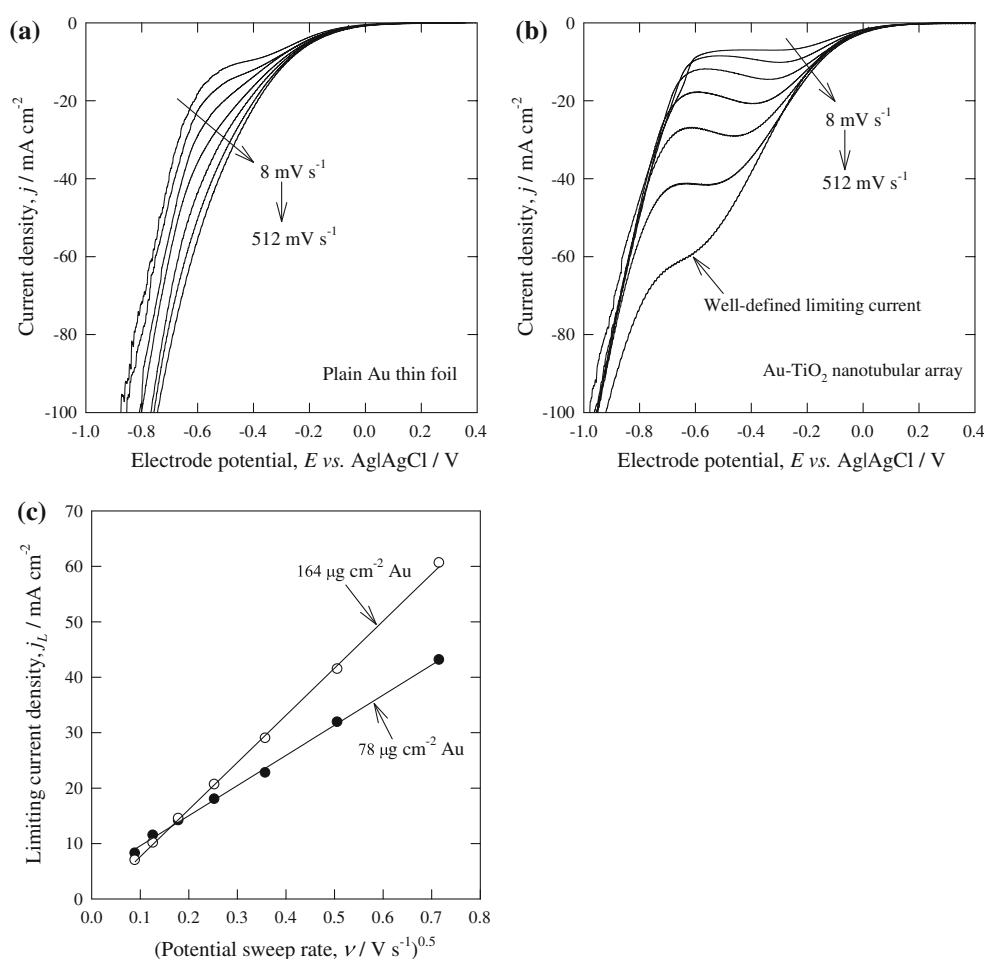 (a)
0
-20
-40
-60
-80
-100
Current density, j / mA cm⁻²
8 mV s⁻¹
512 mV s⁻¹
Plain Au thin foil
-1.0 -0.8 -0.6 -0.4 -0.2 0.0 0.2 0.4
Electrode potential, E vs. Ag|AgCl / V
(b)
0
-20
-40
-60
-80
-100
Current density, j / mA cm⁻²
8 mV s⁻¹
512 mV s⁻¹
Well-defined limiting current
Au-TiO₂ nanotubular array
-1.0 -0.8 -0.6 -0.4 -0.2 0.0 0.2 0.4
Electrode potential, E vs. Ag|AgCl / V
(c)
70
60
50
40
30
20
10
0
Limiting current density, j_L / mA cm⁻²
164 μg cm⁻² Au
78 μg cm⁻² Au
0.0 0.1 0.2 0.3 0.4 0.5 0.6 0.7 0.8
(Potential sweep rate, ν / V s⁻¹)⁰·⁵